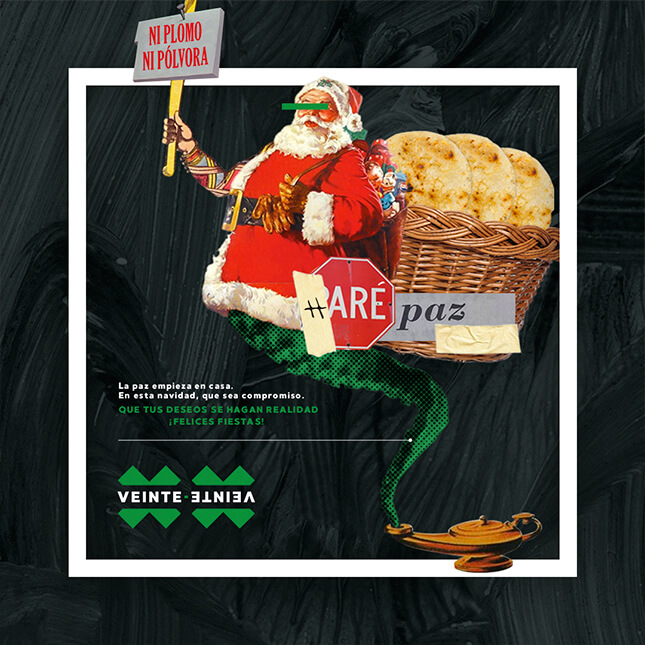 NI PLOMO
NI PÓLVORA
#ARÉ paz
La paz empieza en casa.
En esta navidad, que sea compromiso.
QUE TUS DESEOS SE HAGAN REALIDAD
¡FELICES FIESTAS!
VEINTE-VEINTE